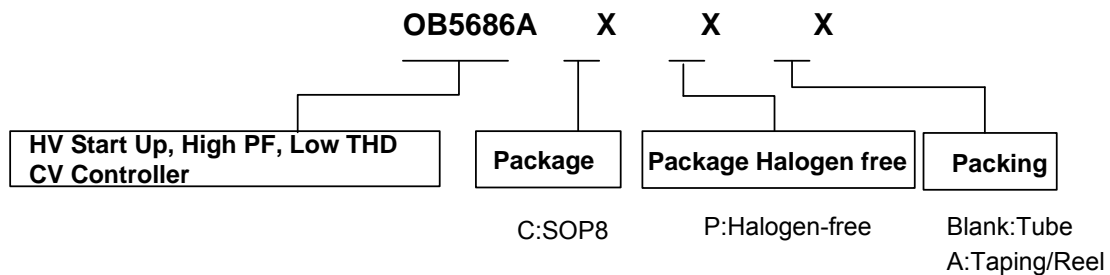 OB5686A X X X
HV Start Up, High PF, Low THD
CV Controller
Package
Package Halogen free
Packing
C:SOP8
P:Halogen-free
Blank:Tube
A:Taping/Reel